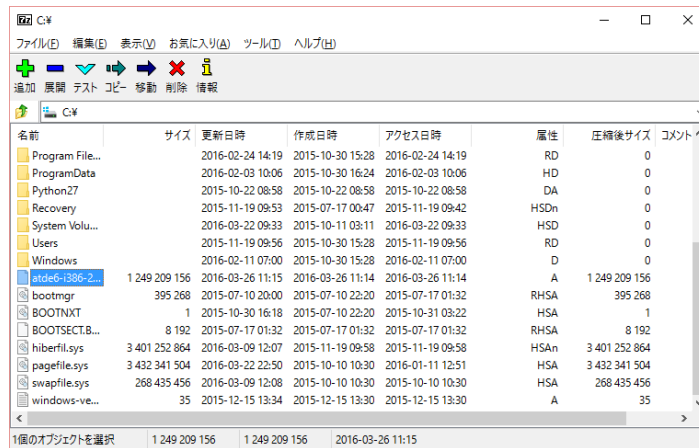 C:¥
ファイル(F) 編集(E) 表示(V) お気に入り(A) ツール(T) ヘルプ(H)
追加 展開 テスト コピー 移動 削除 情報
C:¥
名前 サイズ 更新日時 作成日時 アクセス日時 属性 圧縮後サイズ コメント
Program File... 2016-02-24 14:19 2015-10-30 15:28 2016-02-24 14:19 RD 0
ProgramData 2016-02-03 10:06 2015-10-30 16:24 2016-02-03 10:06 HD 0
Python27 2015-10-22 08:58 2015-10-22 08:58 2015-10-22 08:58 DA 0
Recovery 2015-11-19 09:53 2015-07-17 00:47 2015-11-19 09:42 HSDn 0
System Volu... 2016-03-22 09:33 2015-10-11 03:11 2016-03-22 09:33 HSD 0
Users 2015-11-19 09:56 2015-10-30 15:28 2015-11-19 09:56 RD 0
Windows 2016-02-11 07:00 2015-10-30 15:28 2016-02-11 07:00 D 0
atde6-i386-2... 1 249 209 156 2016-03-26 11:15 2016-03-26 11:14 2016-03-26 11:14 A 1 249 209 156
bootmgr 395 268 2015-07-10 20:00 2015-07-10 22:20 2015-07-17 01:32 RHSA 395 268
BOOTNXT 1 2015-10-30 16:18 2015-07-10 22:20 2015-10-31 03:22 HSA 1
BOOTSECT.B... 8 192 2015-07-17 01:32 2015-07-17 01:32 2015-07-17 01:32 RHSA 8 192
hiberfil.sys 3 401 252 864 2016-03-09 12:07 2015-11-19 09:58 2015-11-19 09:58 HSAn 3 401 252 864
pagefile.sys 3 432 341 504 2016-03-22 22:50 2015-10-10 10:30 2016-01-11 12:51 HSA 3 432 341 504
swapfile.sys 268 435 456 2016-03-09 12:08 2015-10-10 10:30 2015-10-10 10:30 HSA 268 435 456
windows-ve... 35 2015-12-15 13:34 2015-12-15 13:30 2015-12-15 13:30 A 35
1個のオブジェクトを選択 1 249 209 156 1 249 209 156 2016-03-26 11:15